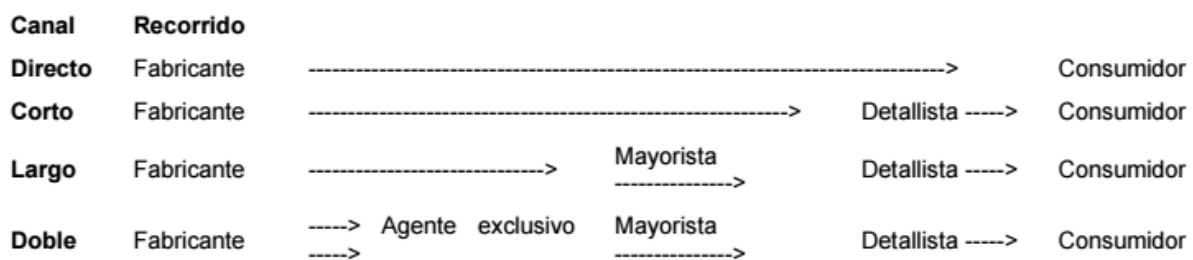 Canal Recorrido
Directo Fabricante ----------------------------------------------------------------------------------> Consumidor
Corto Fabricante --------------------------------------------------------------> Detallista -----> Consumidor
Largo Fabricante ------------------------------> Mayorista ---------------> Detallista -----> Consumidor
Doble Fabricante -----> Agente exclusivo -----> Mayorista ---------------> Detallista -----> Consumidor